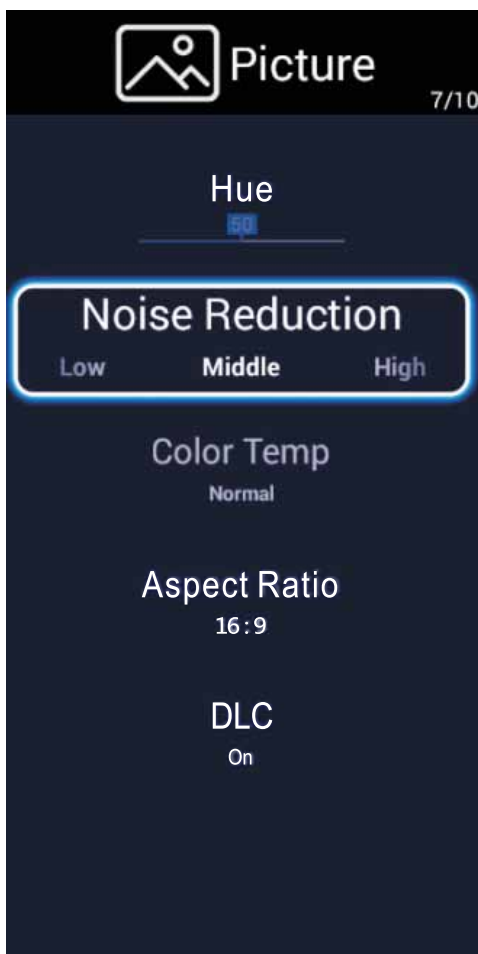 Picture
7/10
Hue
50
Noise Reduction
Low Middle High
Color Temp
Normal
Aspect Ratio
16:9
DLC
On